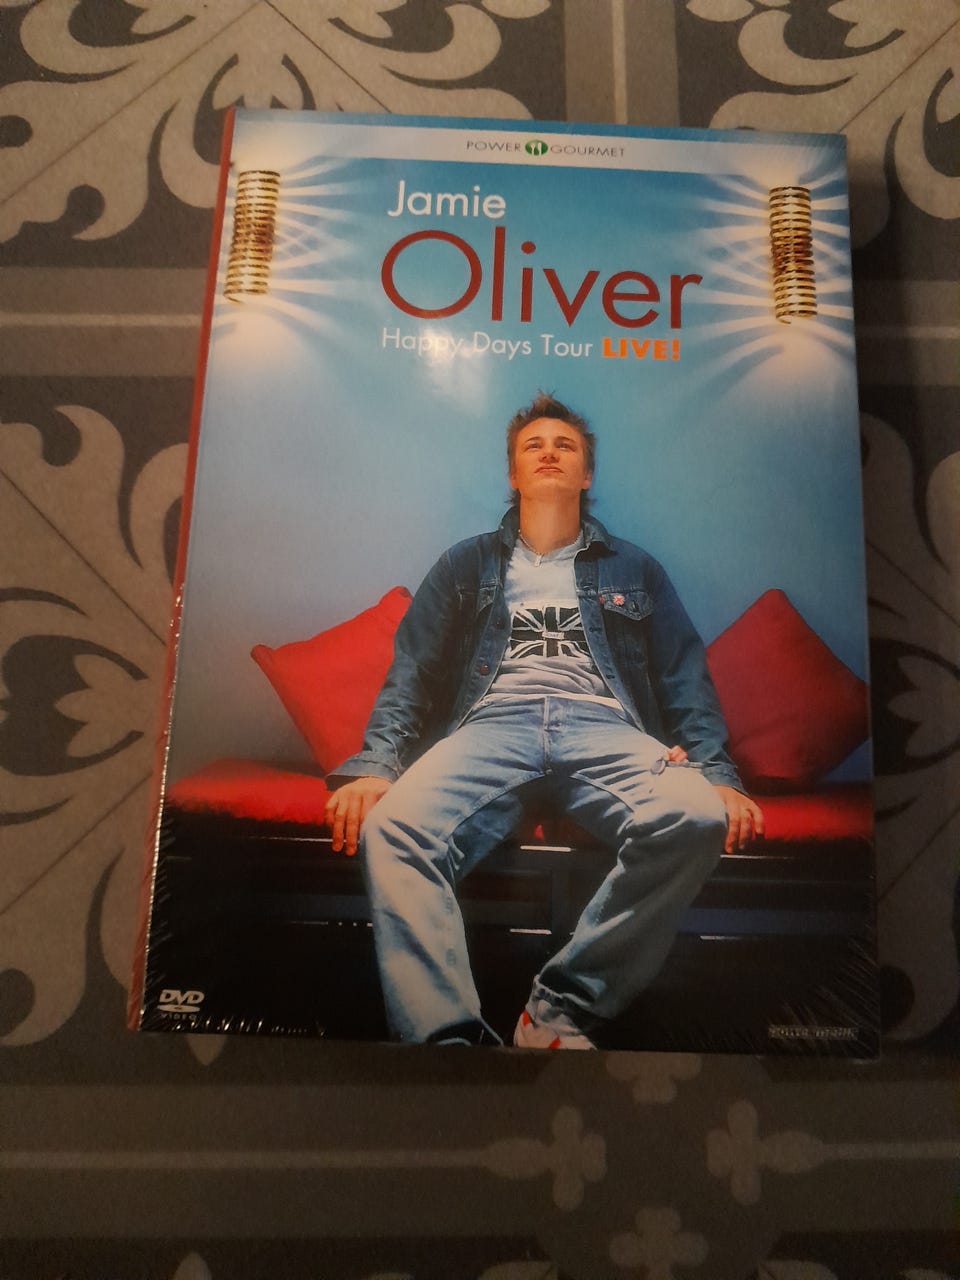 POWER GOURMET
Jamie
Oliver
Happy Days Tour LIVE!
DVD
VIDEO